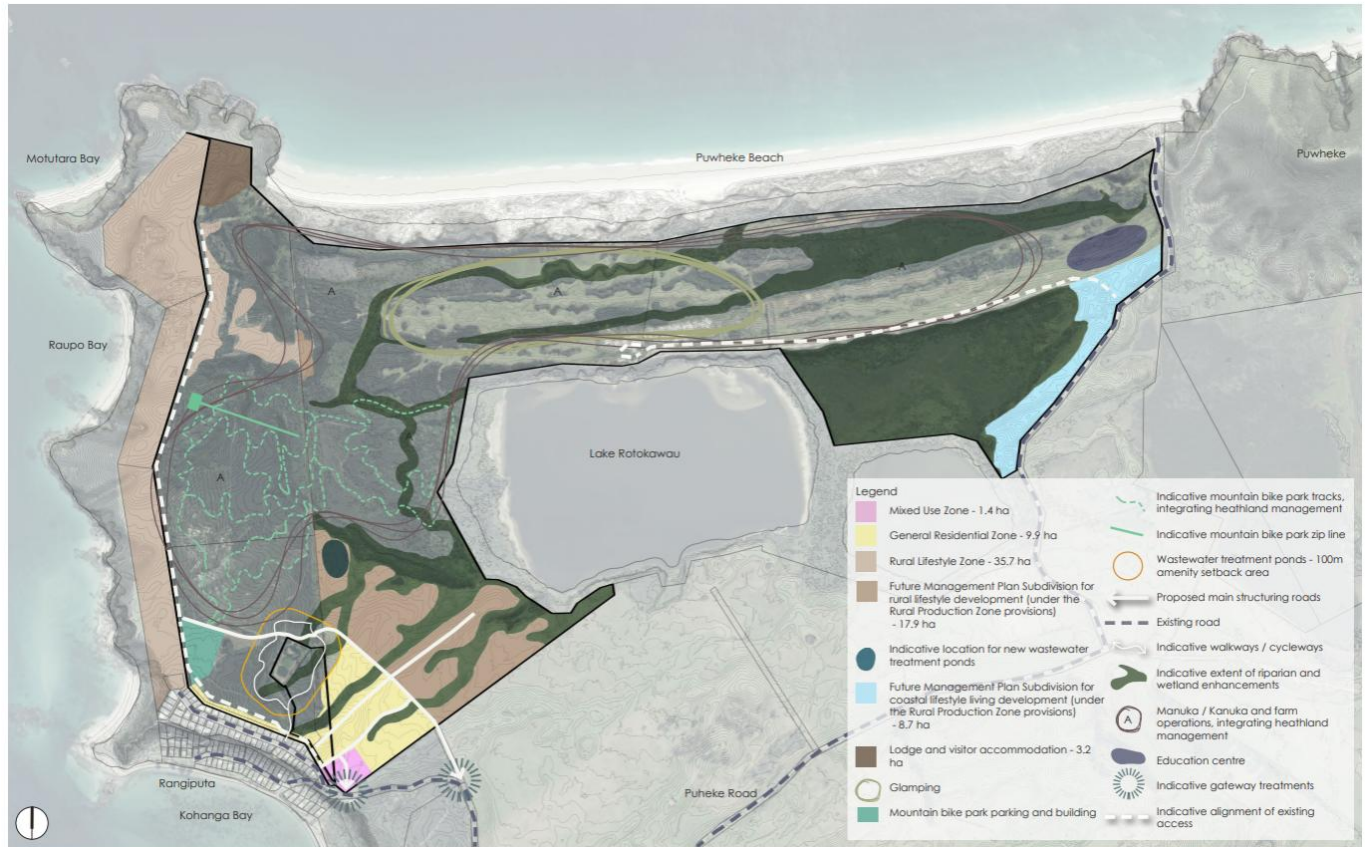 Motutara Bay
Puwheke Beach
Puwheke
A
A
A
Raupo Bay
A
Lake Rotokawau
Rangiputa
Kohanga Bay
Puheke Road
Legend
Mixed Use Zone - 1.4 ha
General Residential Zone - 9.9 ha
Rural Lifestyle Zone - 35.7 ha
Future Management Plan Subdivision for
rural lifestyle development (under the
Rural Production Zone provisions)
- 17.9 ha
Indicative location for new wastewater
treatment ponds
Future Management Plan Subdivision for
coastal lifestyle living development (under
the Rural Production Zone provisions)
- 8.7 ha
Lodge and visitor accommodation - 3.2
ha
Glamping
Mountain bike park parking and building
Indicative mountain bike park tracks,
integrating heathland management
Indicative mountain bike park zip line
Wastewater treatment ponds - 100m
amenity setback area
Proposed main structuring roads
Existing road
Indicative walkways / cycleways
Indicative extent of riparian and
wetland enhancements
A
Manuka / Kanuka and farm
operations, integrating heathland
management
Education centre
Indicative gateway treatments
Indicative alignment of existing
access